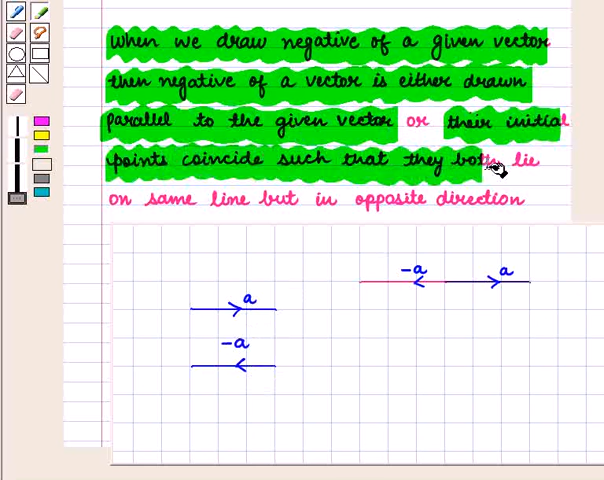 When we draw negative of a given vector
then negative of a vector is either drawn
parallel to the given vector or their initial
points coincide such that they both lie
on same line but in opposite direction
-a a
a
-a